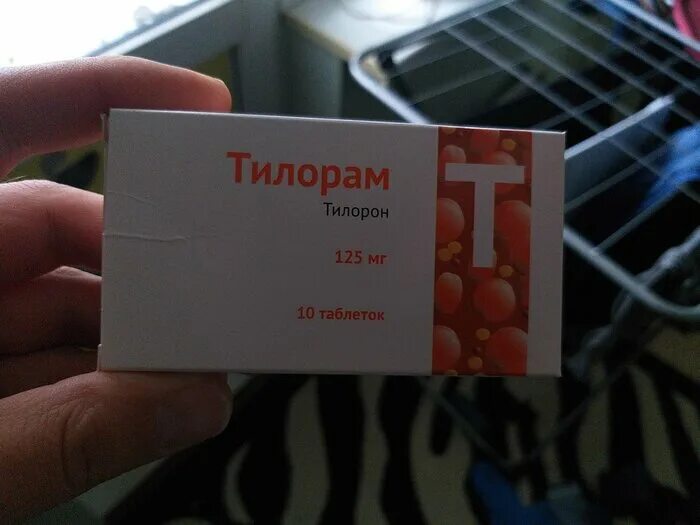 Тилорам
Тилорон
125 мг
10 таблеток
Т